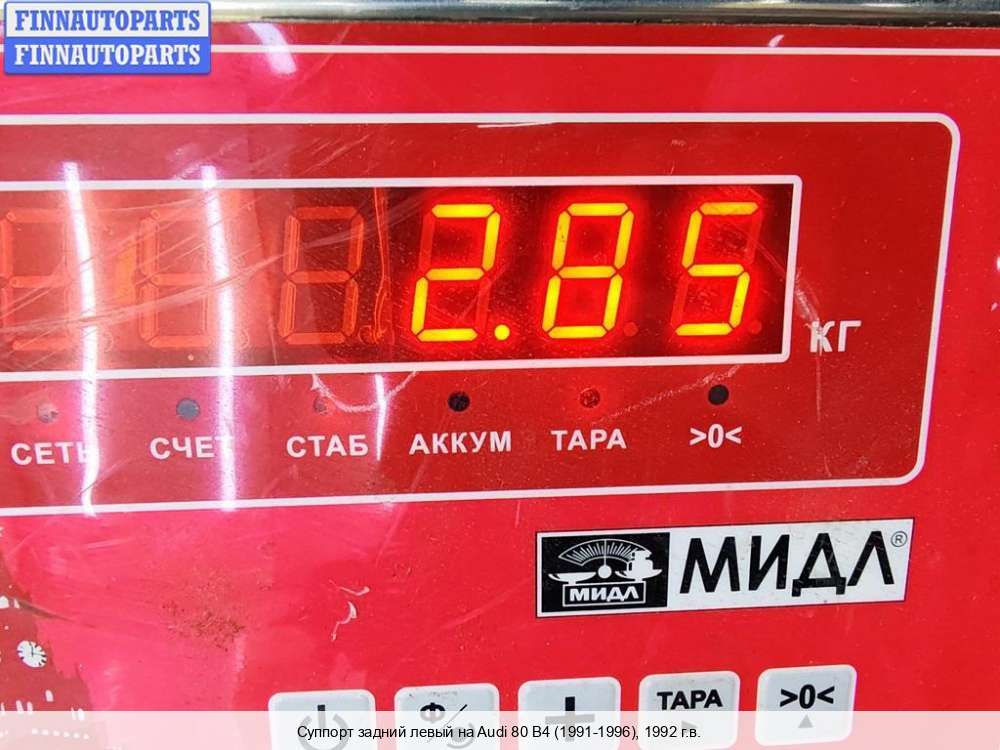 FINNAUTOPARTS
FINNAUTOPARTS
2.85
КГ
СЕТЬ СЧЕТ СТАБ АККУМ ТАРА >0<
МИДЛ МИДЛ®
Ф/ + ТАРА >0<
Суппорт задний левый на Audi 80 B4 (1991-1996), 1992 г.в.